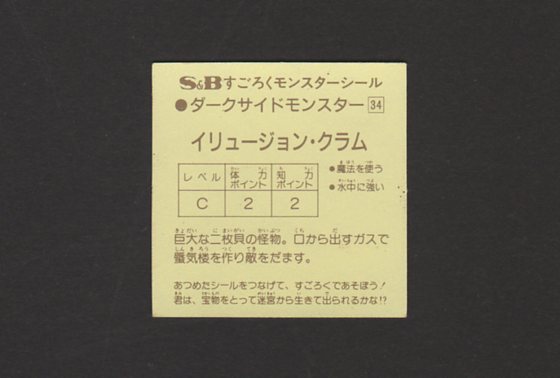 S&Bすごろくモンスターシール
●ダークサイドモンスター 34
イリュージョン・クラム
レベル 体力ポイント 知力ポイント
C 2 2
●魔法を使う
●水中に強い
巨大な二枚貝の怪物。口から出すガスで
蜃気楼を作り敵をだます。
あつめたシールをつなげて、すごろくであそぼう!
君は、宝物をとって迷宮から生きて出られるかな!?